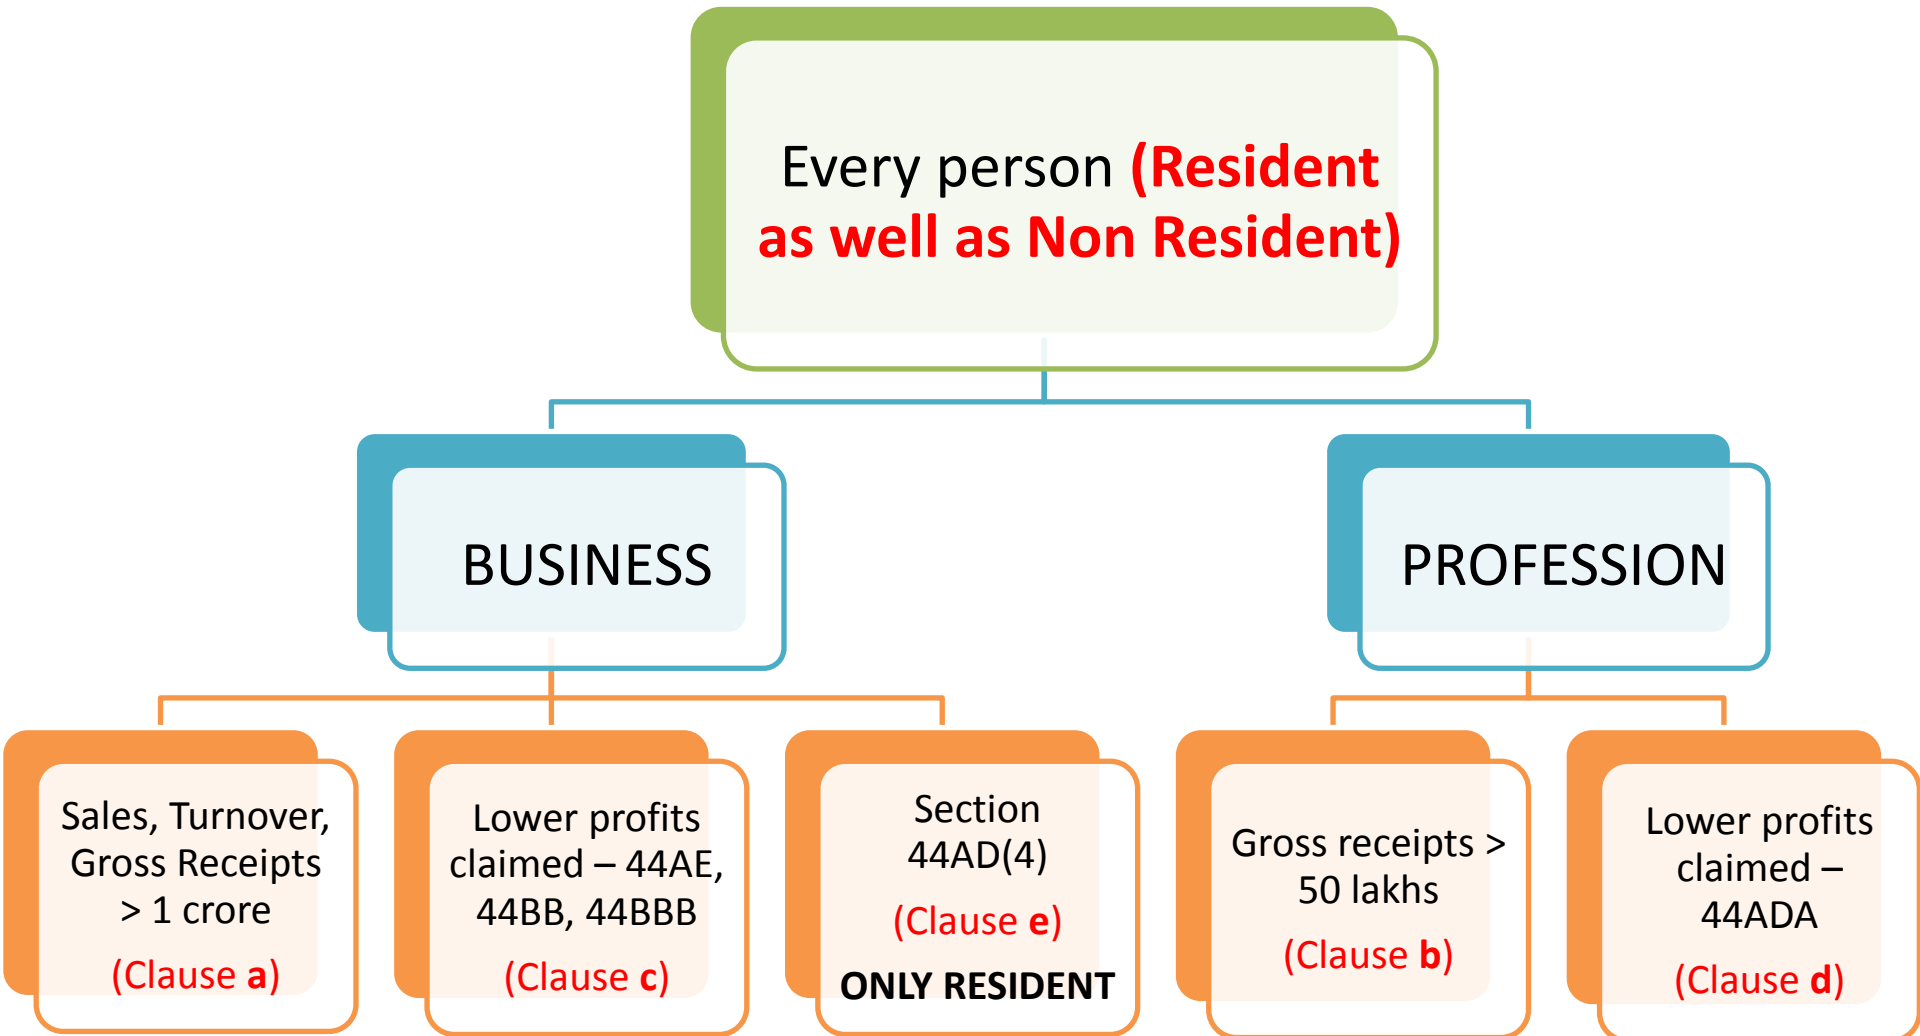 Every person (Resident
as well as Non Resident)
BUSINESS
PROFESSION
Sales, Turnover,
Gross Receipts
> 1 crore
(Clause a)
Lower profits
claimed – 44AE,
44BB, 44BBB
(Clause c)
Section
44AD(4)
(Clause e)
ONLY RESIDENT
Gross receipts >
50 lakhs
(Clause b)
Lower profits
claimed –
44ADA
(Clause d)